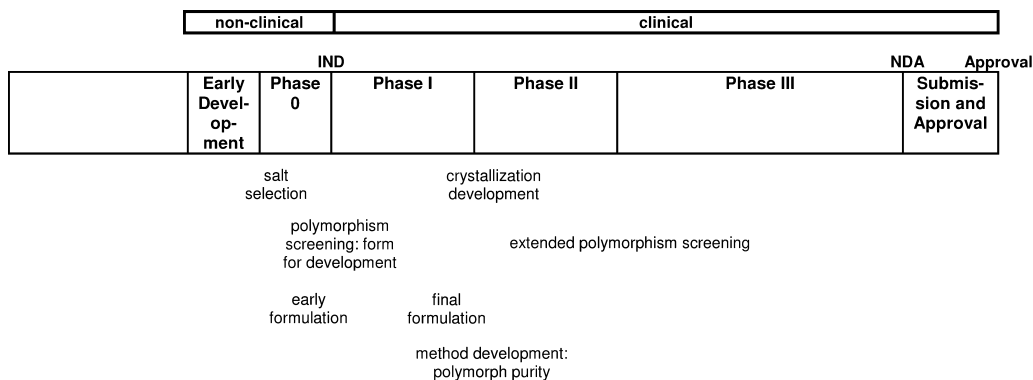 non-clinical clinical
IND NDA Approval
Early Phase Phase I Phase II Phase III Submis-
Devel- 0 sion and
op- Approval
ment
salt crystallization
selection development
polymorphism
screening: form extended polymorphism screening
for development
early final
formulation formulation
method development:
polymorph purity